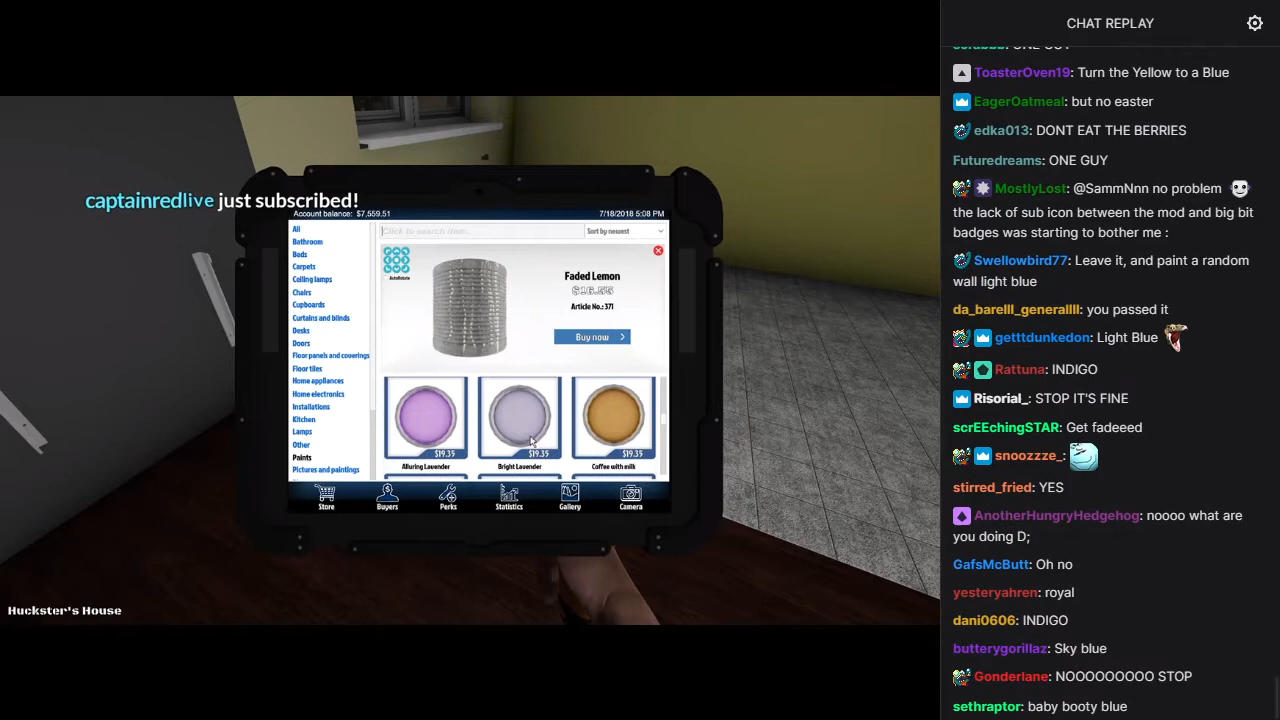 captainredlive just subscribed!
Account balance: $7,559.51
7/18/2018 5:08 PM
All
Bathroom
Beds
Carpets
Ceiling lamps
Chairs
Cupboards
Curtains and blinds
Desks
Doors
Floor panels and coverings
Floor tiles
Home appliances
Home electronics
Installations
Kitchen
Lamps
Other
Paints
Pictures and paintings
Click to search item...
Sort by newest
AutoRotate
Faded Lemon
$16.55
Article No.: 371
Buy now
$19.35
$19.35
$19.35
Alluring Lavender
Bright Lavender
Coffee with milk
Store
Buyers
Perks
Statistics
Gallery
Camera
Huckster's House
CHAT REPLAY
ToasterOven19: Turn the Yellow to a Blue
EagerOatmeal: but no easter
edka013: DONT EAT THE BERRIES
Futuredreams: ONE GUY
MostlyLost: @SammNnn no problem
the lack of sub icon between the mod and big bit
badges was starting to bother me :
Swellowbird77: Leave it, and paint a random
wall light blue
da_barelll_generallll: you passed it
getttdunkedon: Light Blue
Rattuna: INDIGO
Risorial_: STOP IT'S FINE
scrEEchingSTAR: Get fadeeed
snoozzze_:
stirred_fried: YES
AnotherHungryHedgehog: noooo what are
you doing D;
GafsMcButt: Oh no
yesteryahren: royal
dani0606: INDIGO
butterygorillaz: Sky blue
Gonderlane: NOOOOOOOOO STOP
sethraptor: baby booty blue